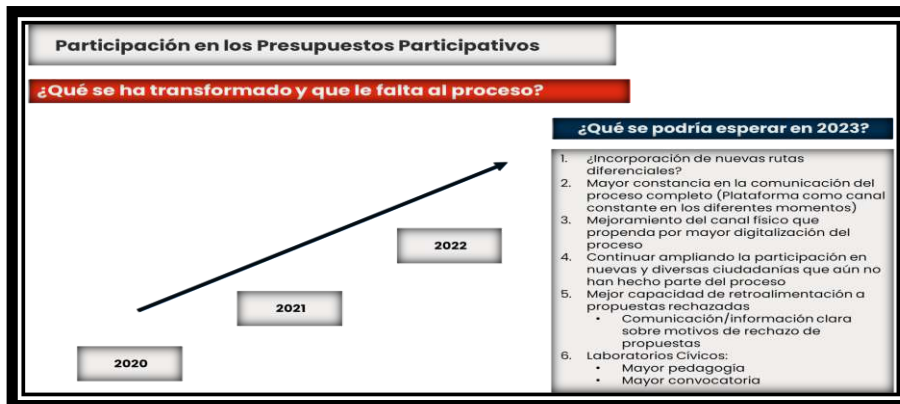 Participación en los Presupuestos Participativos
¿Qué se ha transformado y que le falta al proceso?
2020
2021
2022
¿Qué se podría esperar en 2023?
1. ¿Incorporación de nuevas rutas
diferenciales?
2. Mayor constancia en la comunicación del
proceso completo (Plataforma como canal
constante en los diferentes momentos)
3. Mejoramiento del canal físico que
propenda por mayor digitalización del
proceso
4. Continuar ampliando la participación en
nuevas y diversas ciudadanías que aún no
han hecho parte del proceso
5. Mejor capacidad de retroalimentación a
propuestas rechazadas
• Comunicación/información clara
sobre motivos de rechazo de
propuestas
6. Laboratorios Cívicos:
• Mayor pedagogía
• Mayor convocatoria